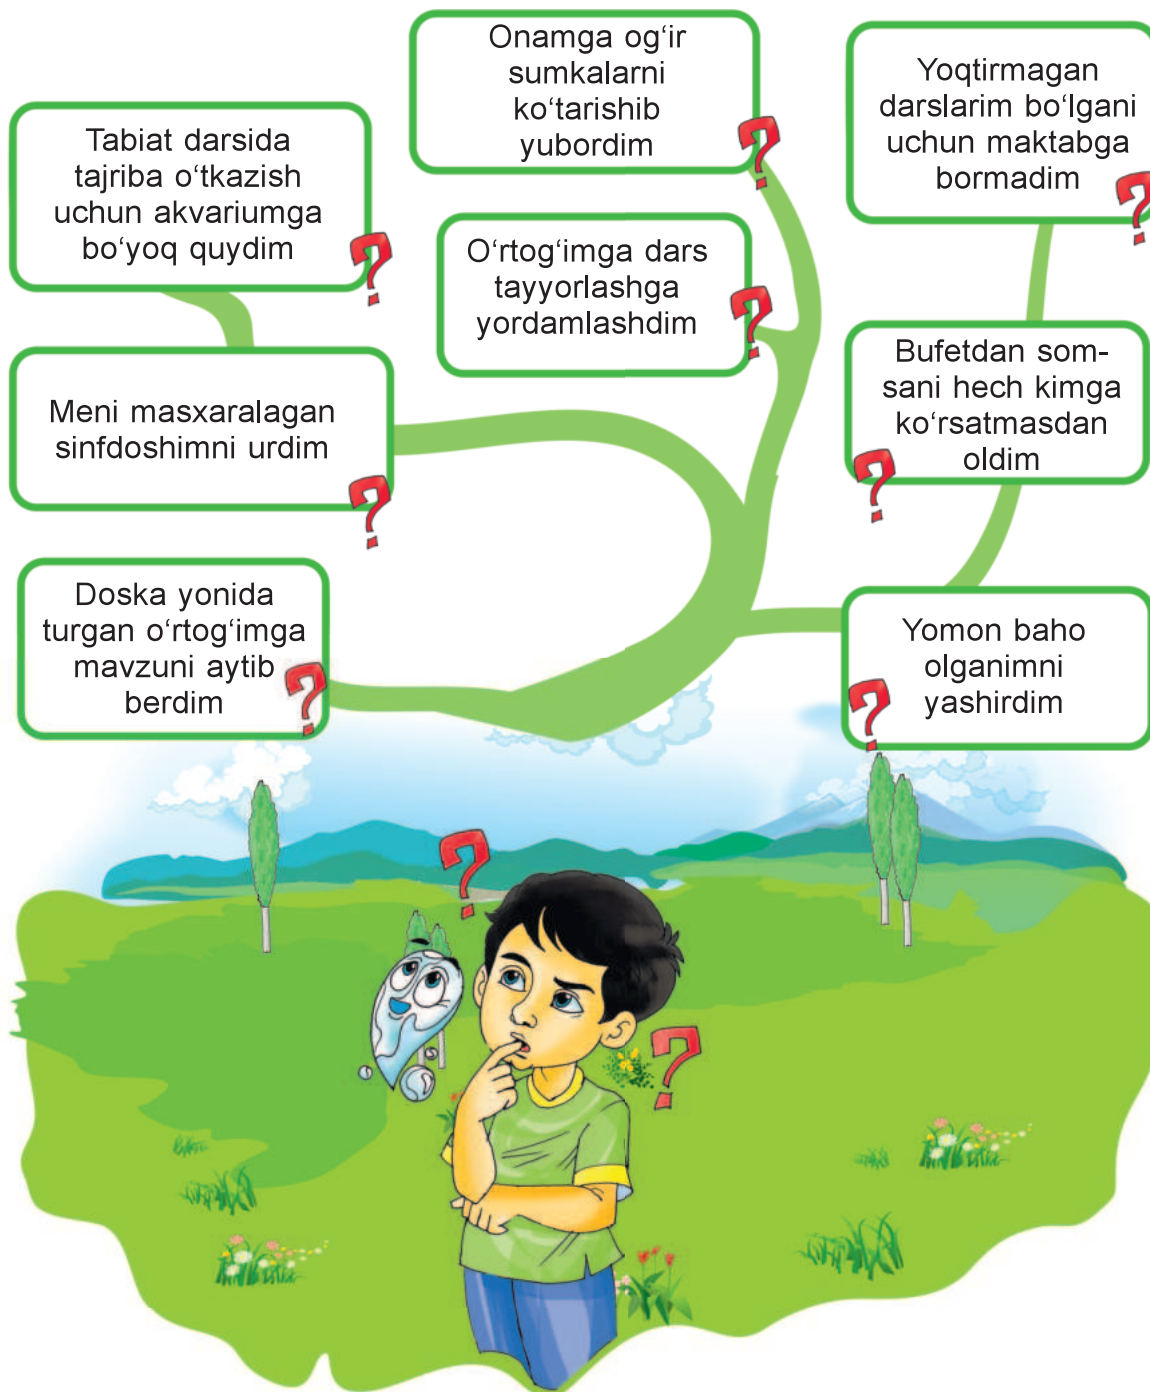 Onamga og‘ir
sumkalarni
ko‘tarishib
yubordim
Yoqtirmagan
darslarim bo‘lgani
uchun maktabga
bormadim
Tabiat darsida
tajriba o‘tkazish
uchun akvariumga
bo‘yoq quydim
O‘rtog‘imga dars
tayyorlashga
yordamlashdim
Meni masxaralagan
sinfdoshimni urdim
Bufetdan som-
sani hech kimga
ko‘rsatmasdan
oldim
Doska yonida
turgan o‘rtog‘imga
mavzuni aytib
berdim
Yomon baho
olganimni
yashirdim